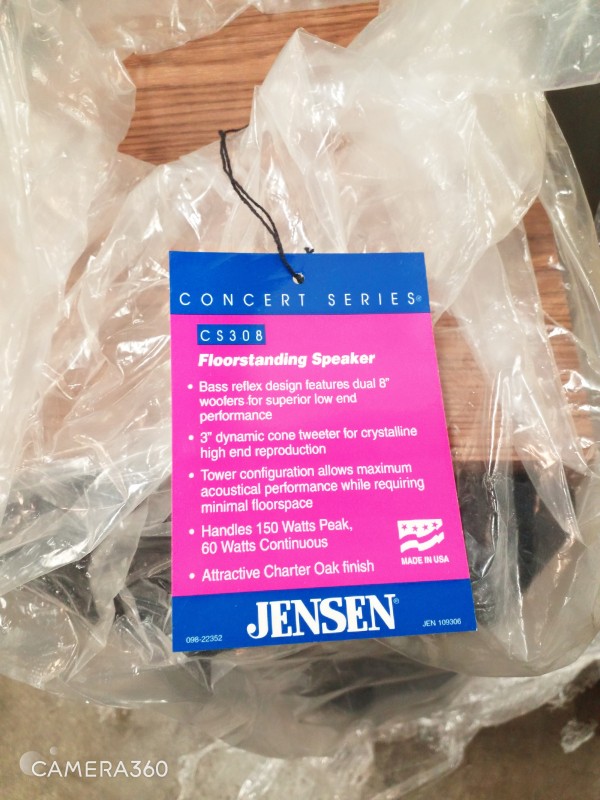 CONCERT SERIES®
CS308
Floorstanding Speaker
• Bass reflex design features dual 8"
woofers for superior low end
performance
• 3" dynamic cone tweeter for crystalline
high end reproduction
• Tower configuration allows maximum
acoustical performance while requiring
minimal floorspace
• Handles 150 Watts Peak,
60 Watts Continuous
MADE IN USA
• Attractive Charter Oak finish
JENSEN®
098-22352
JEN 109306
CAMERA360